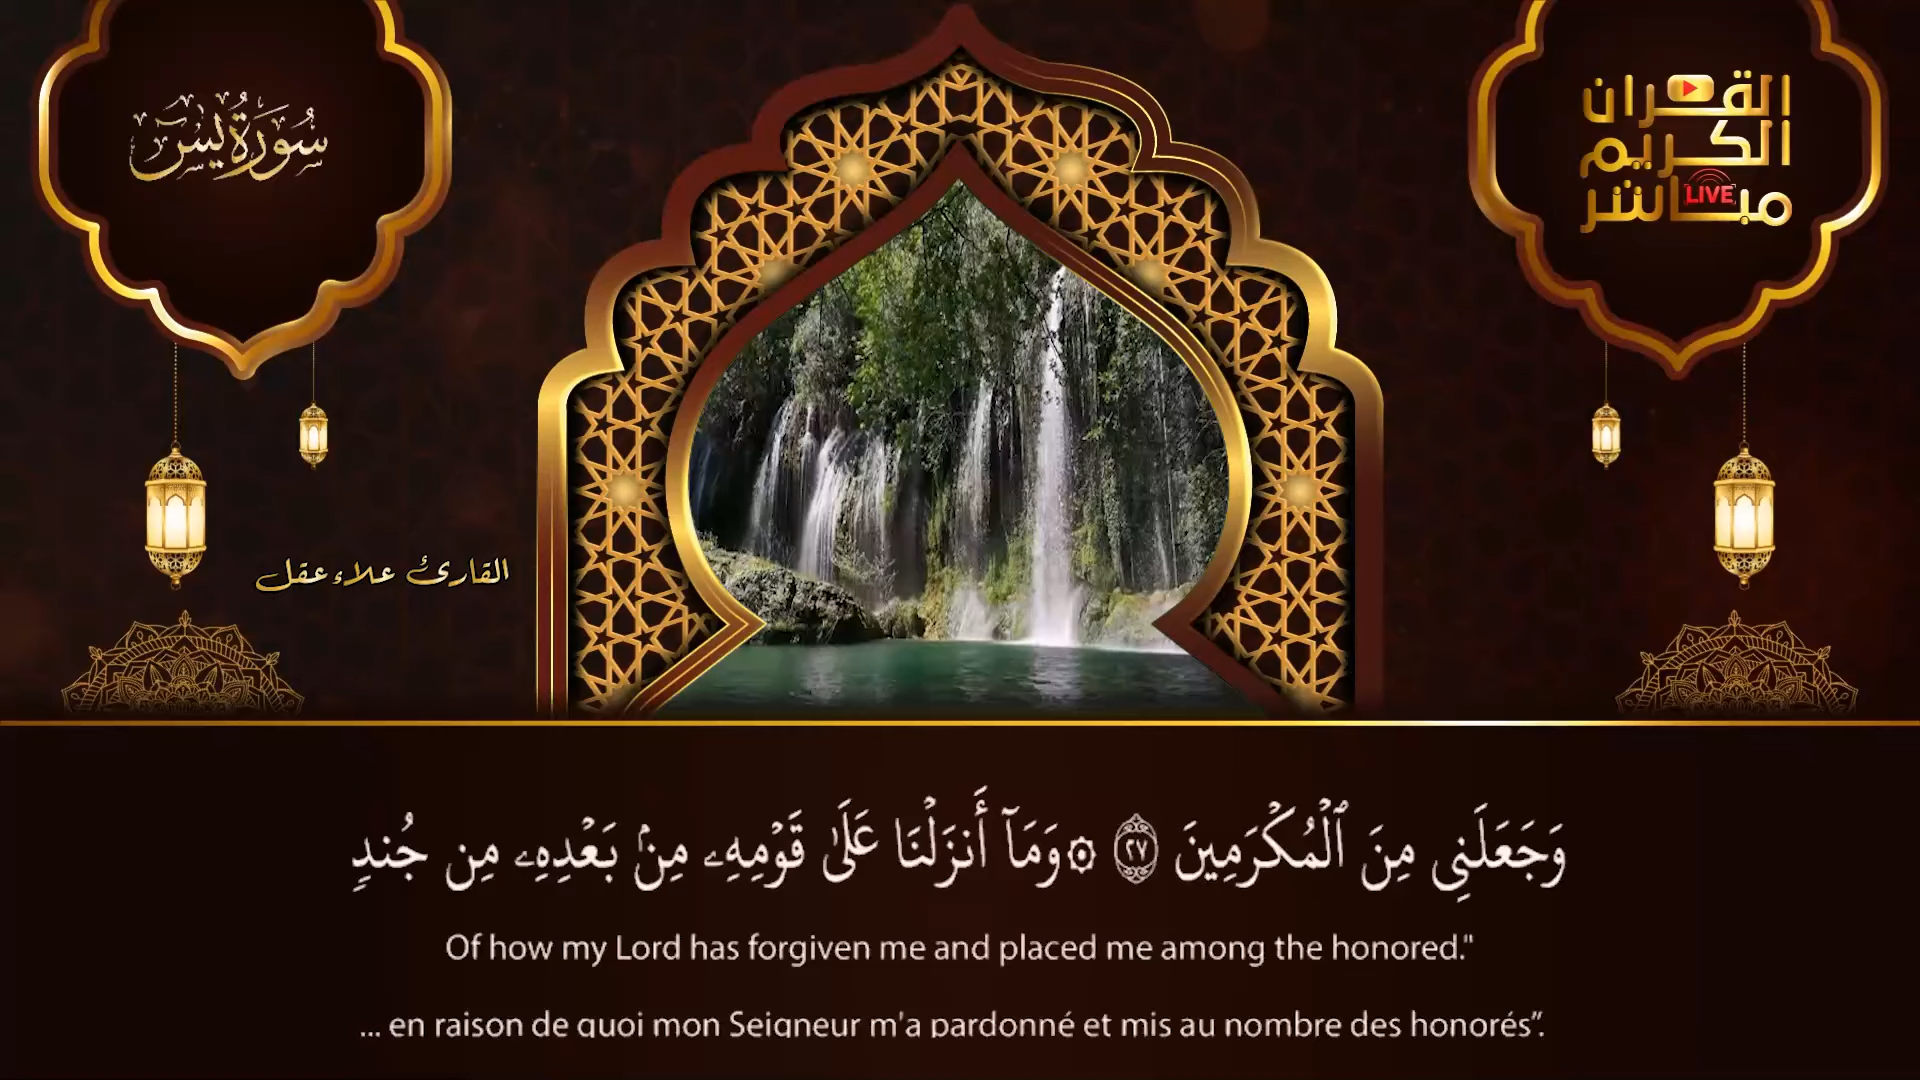 سُورَةُ يس
القرآن
الكريم
مباشر
LIVE
القارئ علاء عقل
وَجَعَلَنِى مِنَ ٱلْمُكْرَمِينَ ٢٧ ۞ وَمَآ أَنزَلْنَا عَلَىٰ قَوْمِهِۦ مِنۢ بَعْدِهِۦ مِن جُندٍۢ
Of how my Lord has forgiven me and placed me among the honored."
... en raison de quoi mon Seigneur m'a pardonné et mis au nombre des honorés”.